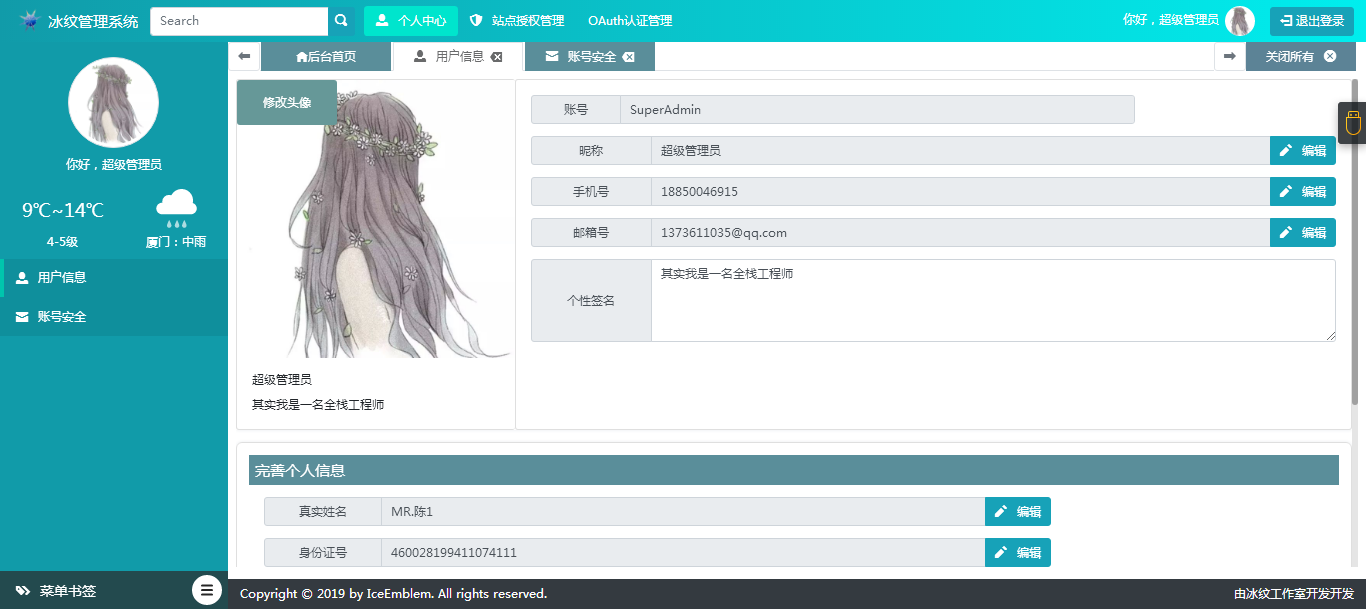 冰纹管理系统 Search 个人中心 站点授权管理 OAuth认证管理 你好，超级管理员 退出登录
后台首页 用户信息 账号安全 关闭所有
你好，超级管理员
9℃~14℃
4-5级 厦门：中雨
用户信息
账号安全
菜单书签
修改头像
超级管理员
其实我是一名全栈工程师
账号 SuperAdmin
昵称 超级管理员 编辑
手机号 18850046915 编辑
邮箱号 1373611035@qq.com 编辑
个性签名 其实我是一名全栈工程师
完善个人信息
真实姓名 MR.陈1 编辑
身份证号 460028199411074111 编辑
Copyright © 2019 by IceEmblem. All rights reserved. 由冰纹工作室开发开发